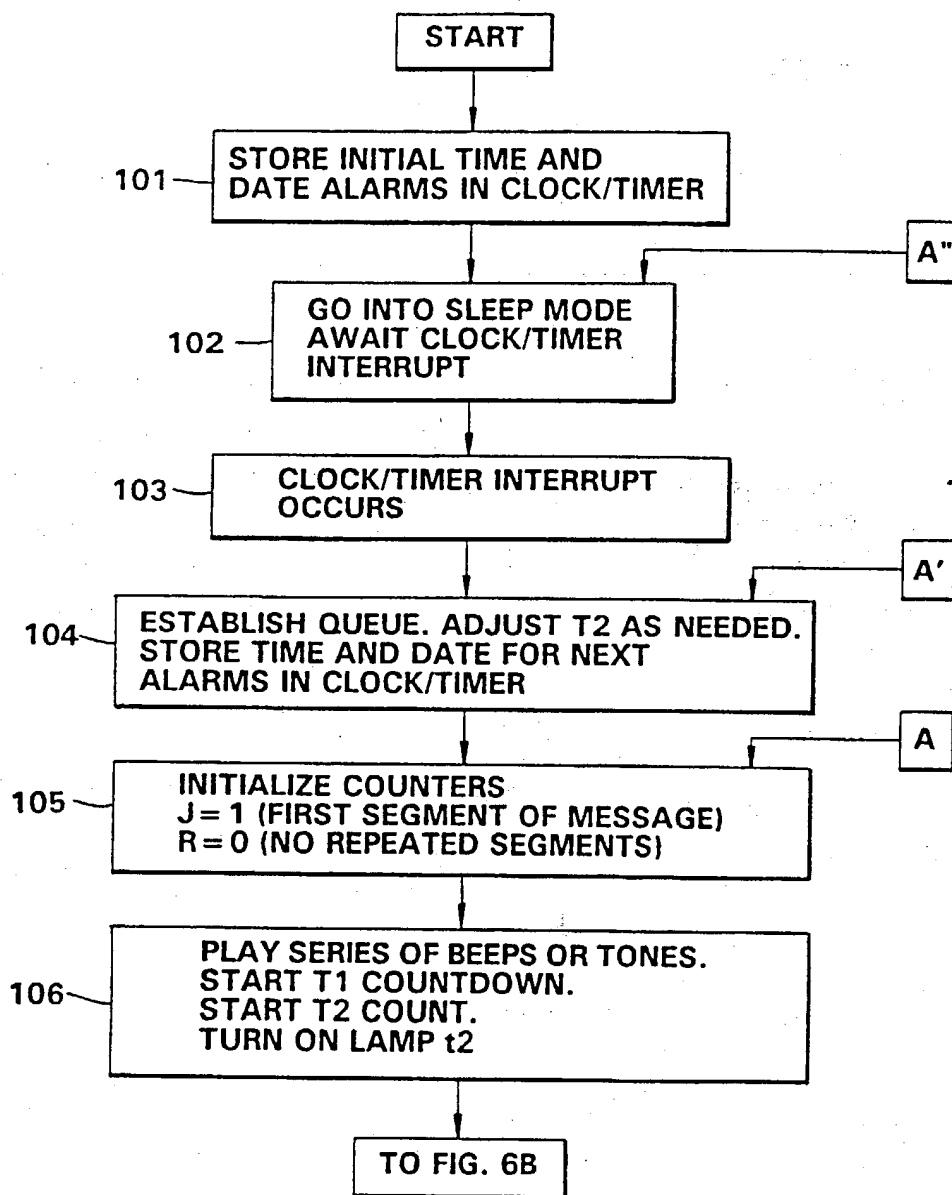 START
101
STORE INITIAL TIME AND
DATE ALARMS IN CLOCK/TIMER
A"
102
GO INTO SLEEP MODE
AWAIT CLOCK/TIMER
INTERRUPT
103
CLOCK/TIMER INTERRUPT
OCCURS
A'
104
ESTABLISH QUEUE. ADJUST T2 AS NEEDED.
STORE TIME AND DATE FOR NEXT
ALARMS IN CLOCK/TIMER
A
105
INITIALIZE COUNTERS
J = 1 (FIRST SEGMENT OF MESSAGE)
R = 0 (NO REPEATED SEGMENTS)
106
PLAY SERIES OF BEEPS OR TONES.
START T1 COUNTDOWN.
START T2 COUNT.
TURN ON LAMP t2
TO FIG. 6B